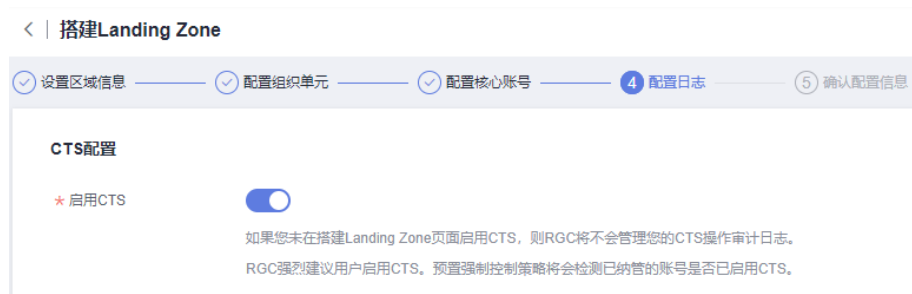 < | 搭建Landing Zone
设置区域信息 配置组织单元 配置核心账号 4 配置日志 5 确认配置信息
CTS配置
* 启用CTS
如果您未在搭建Landing Zone页面启用CTS，则RGC将不会管理您的CTS操作审计日志。
RGC强烈建议用户启用CTS。预置强制控制策略将会检测已纳管的账号是否已启用CTS。